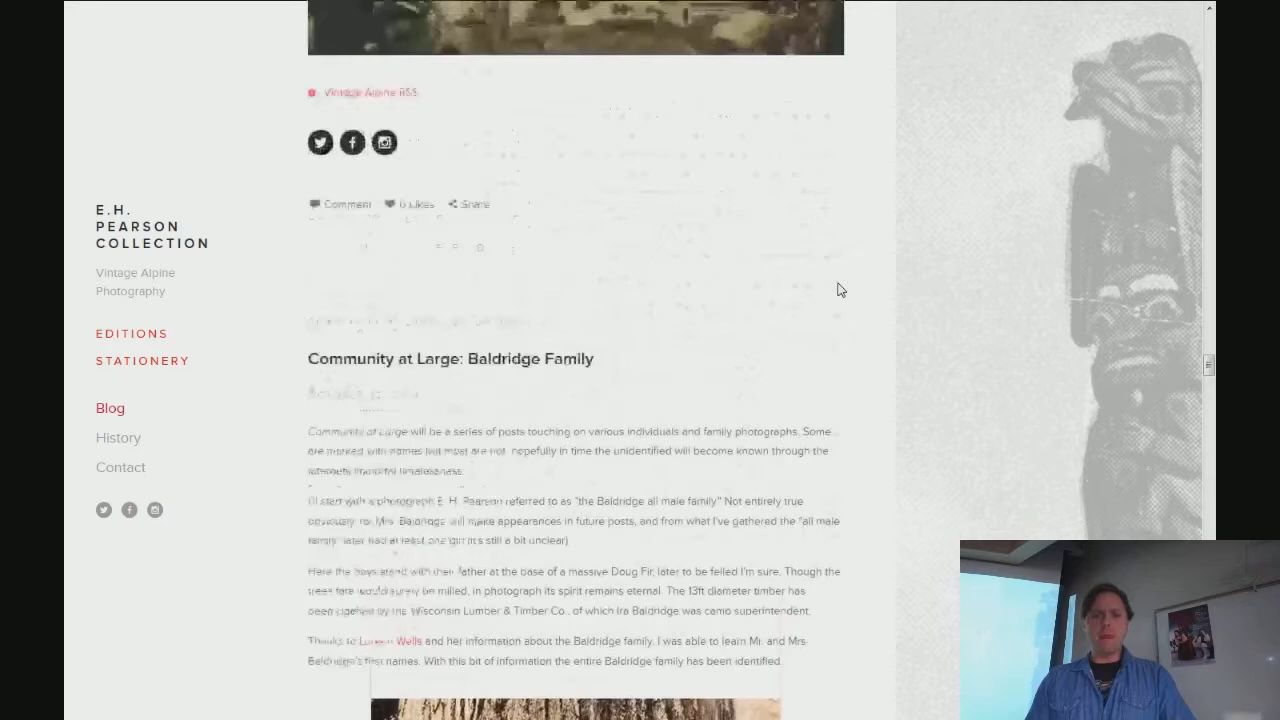 E.H.
PEARSON
COLLECTION
Vintage Alpine
Photography
EDITIONS
STATIONERY
Blog
History
Contact
Vintage Alpine RSS
Comment 0 Likes Share
Community at Large: Baldridge Family
Community at Large will be a series of posts touching on various individuals and family photographs. Some
are marked with names but most are not, hopefully in time the unidentified will become known through the
internets
I'll start with a photograph E. H. Pearson referred to as "the Baldridge all male family." Not entirely true
obviously, for Mrs. Baldridge will make appearances in future posts, and from what I've gathered the "all male
family" later had at least one girl (it's still a bit unclear)
Here the boys stand with their father at the base of a massive Doug Fir, later to be felled I'm sure. Though the
trees fate would surely be milled, in photograph its spirit remains eternal. The 13ft diameter timber has
been by the Wisconsin Lumber & Timber Co., of which Ira Baldridge was camp superintendent.
Thanks to Wells and her information about the Baldridge family, I was able to learn Mr. and Mrs
Baldridge's first names. With this bit of information the entire Baldridge family has been identified.